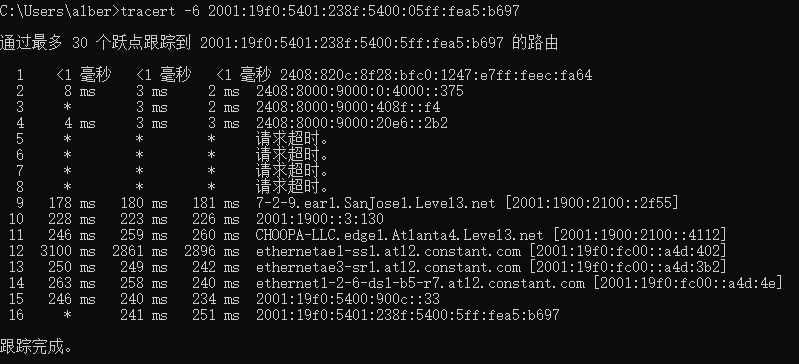 C:\Users\alber>tracert -6 2001:19f0:5401:238f:5400:05ff:fea5:b697
通过最多 30 个跃点跟踪到 2001:19f0:5401:238f:5400:05ff:fea5:b697 的路由
1 <1 毫秒 <1 毫秒 <1 毫秒 2408:820c:8f28:bfc0:1247:e7ff:feec:fa64
2 8 ms 3 ms 2 ms 2408:8000:9000:0:4000::375
3 * 3 ms 2 ms 2408:8000:9000:408f::f4
4 4 ms 3 ms 3 ms 2408:8000:9000:20e6::2b2
5 * * * 请求超时。
6 * * * 请求超时。
7 * * * 请求超时。
8 * * * 请求超时。
9 178 ms 180 ms 181 ms 7-2-9.ear1.SanJose1.Level3.net [2001:1900:2100::2f55]
10 228 ms 223 ms 226 ms 2001:1900::3:130
11 246 ms 259 ms 260 ms CHOOPA-LLC.edge1.Atlanta4.Level3.net [2001:1900:2100::4112]
12 3100 ms 2861 ms 2896 ms ethernetae1-ss1.atl2.constant.com [2001:19f0:fc00::a4d:402]
13 250 ms 249 ms 242 ms ethernetae3-sr1.atl2.constant.com [2001:19f0:fc00::a4d:3b2]
14 263 ms 258 ms 240 ms ethernet1-2-6-ds1-b5-r7.atl2.constant.com [2001:19f0:fc00::a4d:4e]
15 246 ms 240 ms 234 ms 2001:19f0:5400:900c::33
16 * 241 ms 251 ms 2001:19f0:5401:238f:5400:5ff:fea5:b697
跟踪完成。